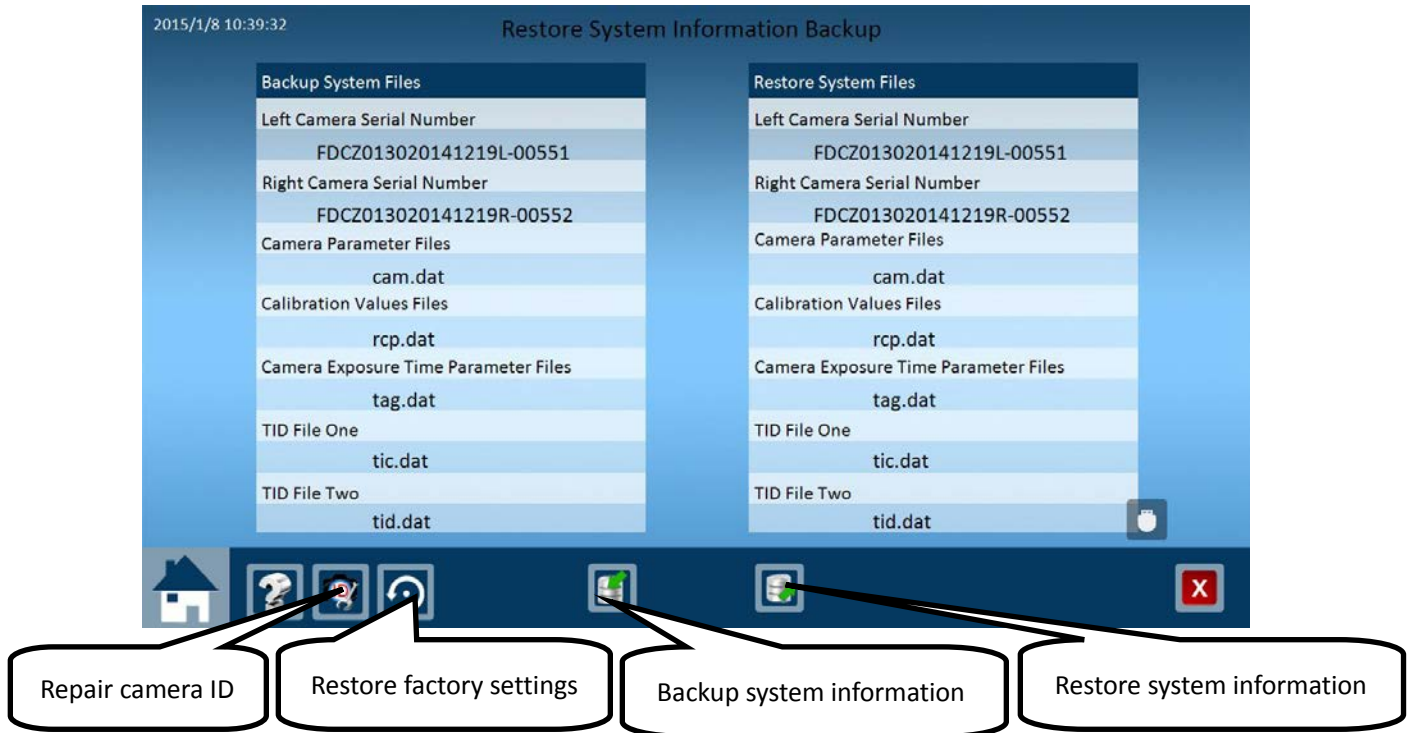 2015/1/8 10:39:32
Restore System Information Backup
Backup System Files
Left Camera Serial Number
FDCZ013020141219L-00551
Right Camera Serial Number
FDCZ013020141219R-00552
Camera Parameter Files
cam.dat
Calibration Values Files
rcp.dat
Camera Exposure Time Parameter Files
tag.dat
TID File One
tic.dat
TID File Two
tid.dat
Restore System Files
Left Camera Serial Number
FDCZ013020141219L-00551
Right Camera Serial Number
FDCZ013020141219R-00552
Camera Parameter Files
cam.dat
Calibration Values Files
rcp.dat
Camera Exposure Time Parameter Files
tag.dat
TID File One
tic.dat
TID File Two
tid.dat
X
Repair camera ID
Restore factory settings
Backup system information
Restore system information